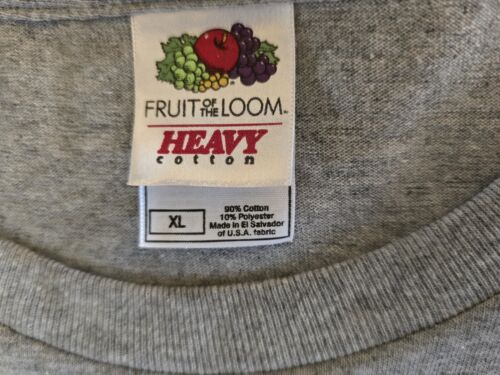 FRUIT OF THE LOOM
HEAVY
cotton
XL
90% Cotton
10% Polyester
Made in El Salvador
of U.S.A. fabric